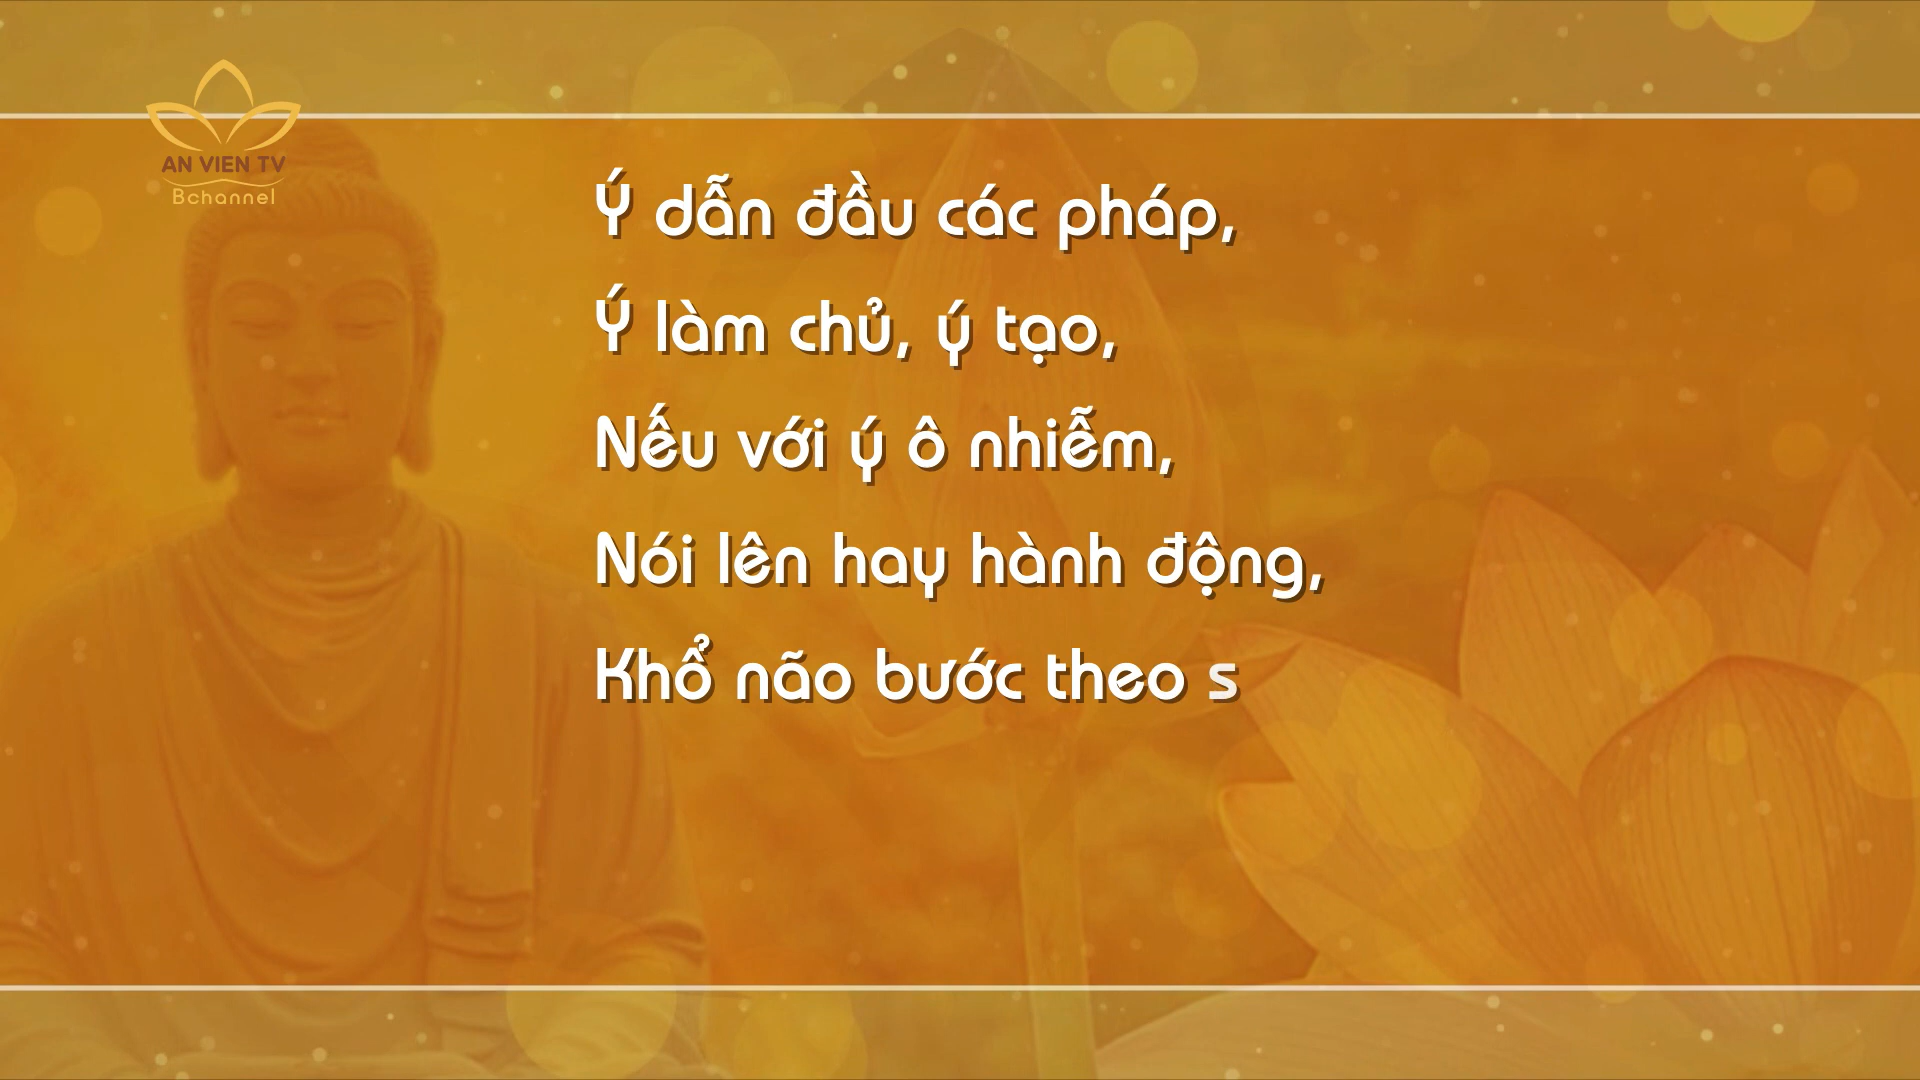 AN VIEN TV
Bchannel
Ý dẫn đầu các pháp,
Ý làm chủ, ý tạo,
Nếu với ý ô nhiễm,
Nói lên hay hành động,
Khổ não bước theo s